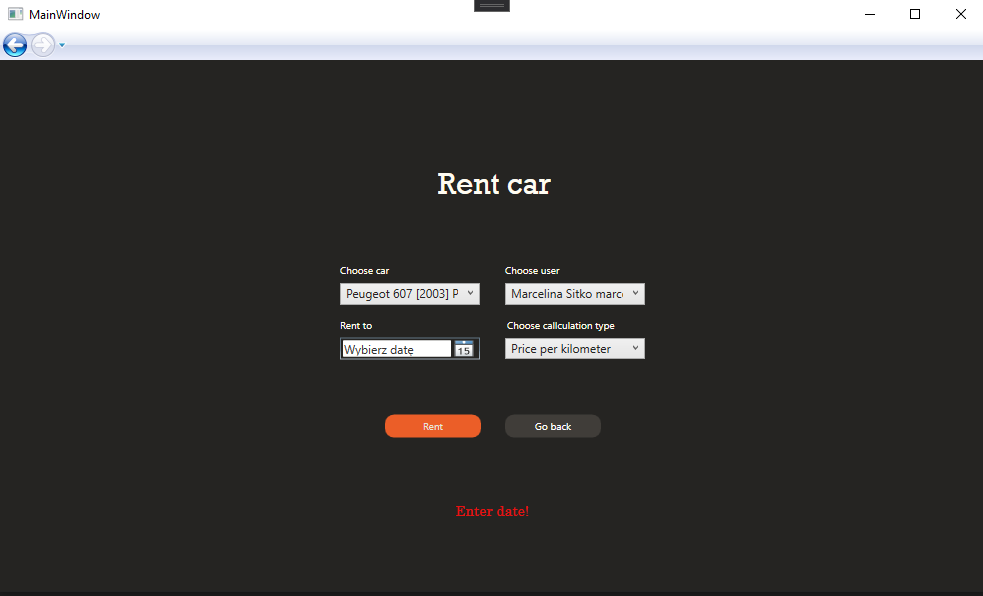 MainWindow
Rent car
Choose car
Choose user
Peugeot 607 [2003] P
Marcelina Sitko marc
Rent to
Choose callculation type
Wybierz datę
15
Price per kilometer
Rent
Go back
Enter date!